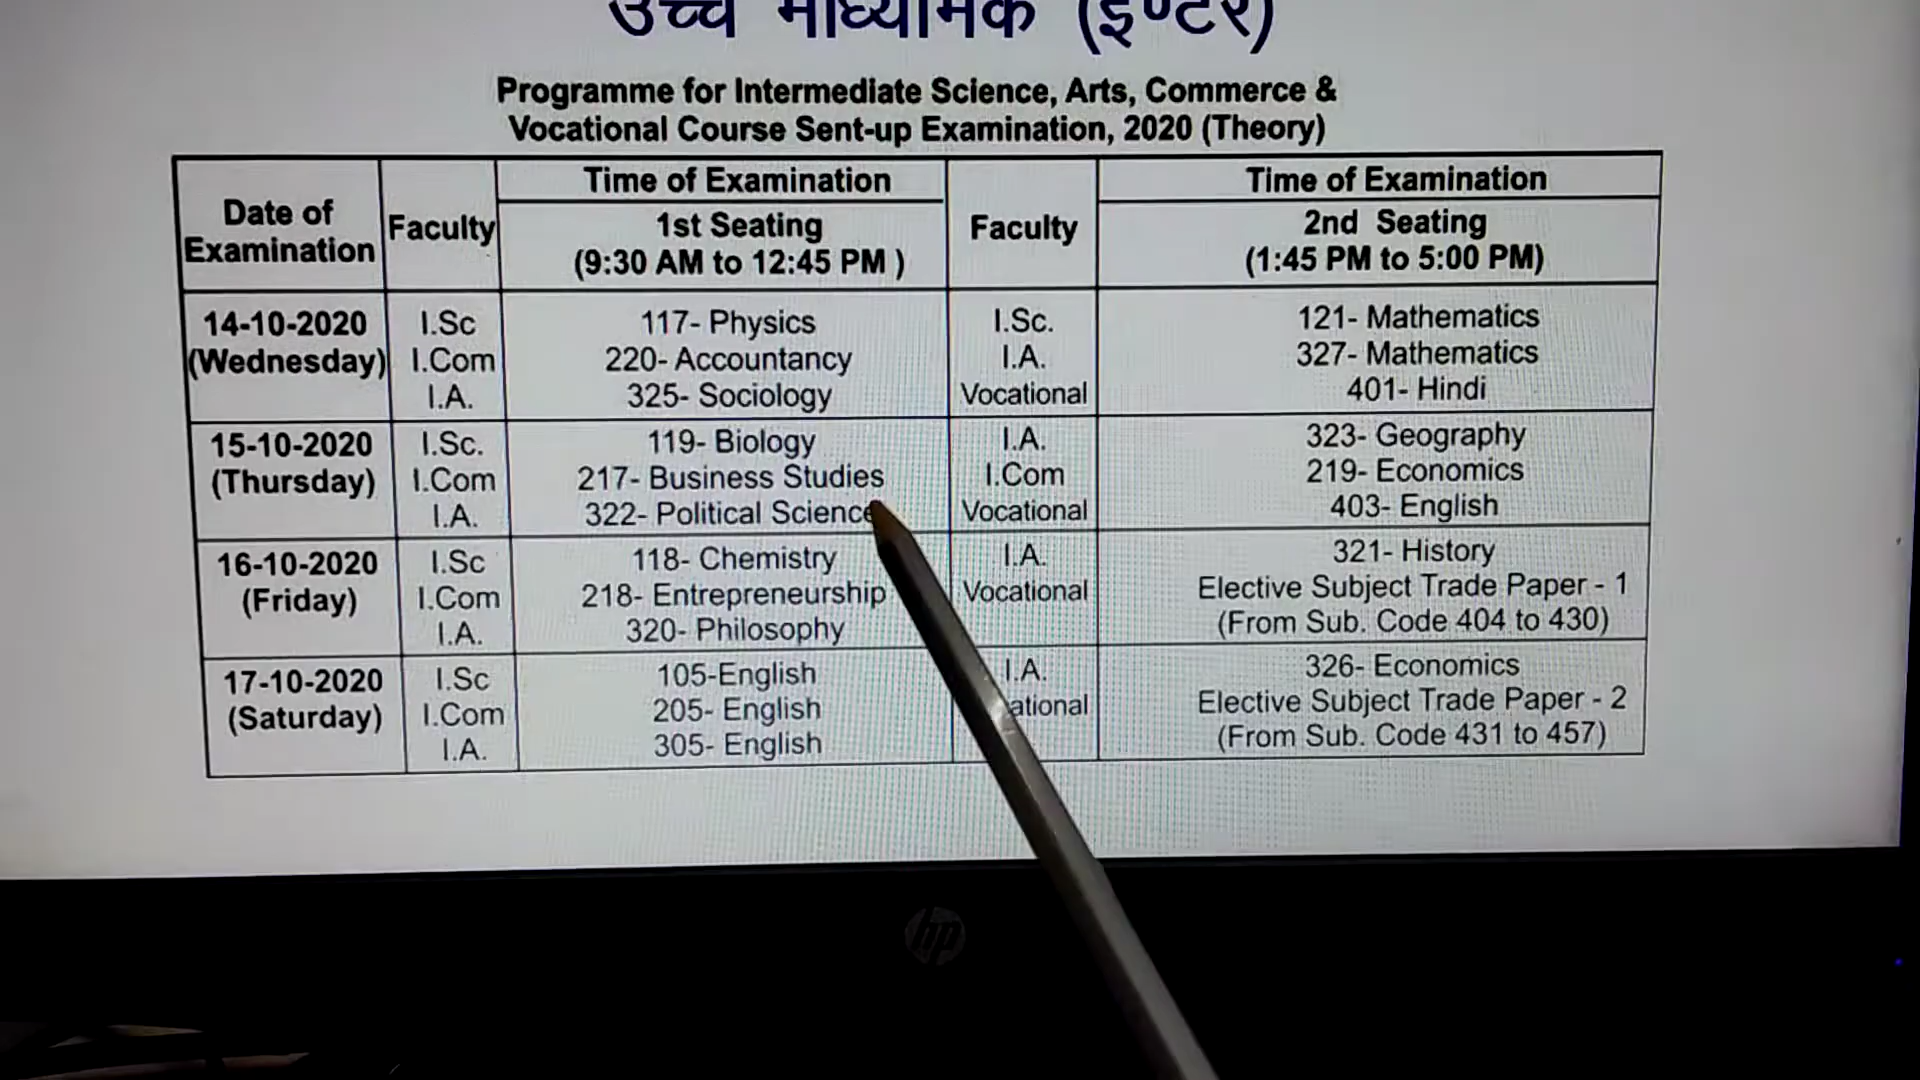 उच्च माध्यमिक (इण्टर)
Programme for Intermediate Science, Arts, Commerce &
Vocational Course Sent-up Examination, 2020 (Theory)
Date of Examination Faculty Time of Examination Faculty Time of Examination
1st Seating 2nd Seating
(9:30 AM to 12:45 PM ) (1:45 PM to 5:00 PM)
14-10-2020 I.Sc 117- Physics I.Sc. 121- Mathematics
(Wednesday) I.Com 220- Accountancy I.A. 327- Mathematics
I.A. 325- Sociology Vocational 401- Hindi
15-10-2020 I.Sc. 119- Biology I.A. 323- Geography
(Thursday) I.Com 217- Business Studies I.Com 219- Economics
I.A. 322- Political Science Vocational 403- English
16-10-2020 I.Sc 118- Chemistry I.A. 321- History
(Friday) I.Com 218- Entrepreneurship Vocational Elective Subject Trade Paper - 1
I.A. 320- Philosophy (From Sub. Code 404 to 430)
17-10-2020 I.Sc 105-English I.A. 326- Economics
(Saturday) I.Com 205- English ational Elective Subject Trade Paper - 2
I.A. 305- English (From Sub. Code 431 to 457)
hp